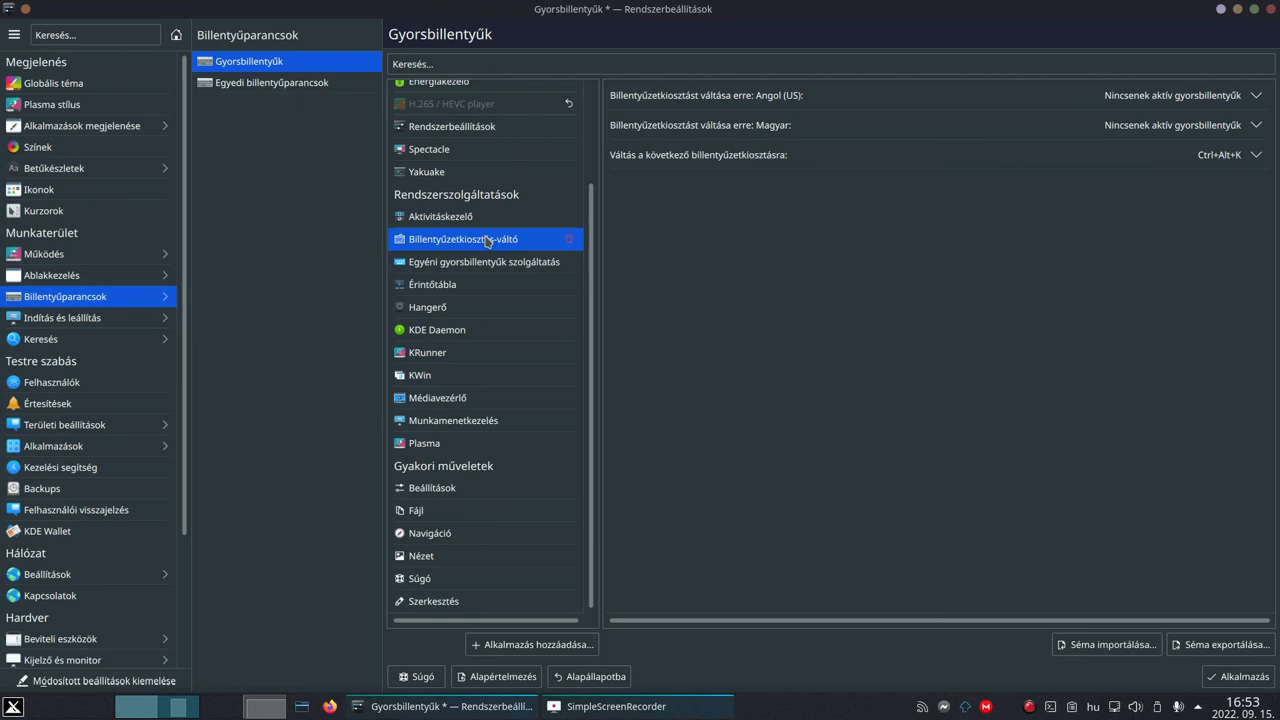 Gyorsbillentyűk * — Rendszerbeállítások
Keresés...
Megjelenés
Globális téma
Plasma stílus
Alkalmazások megjelenése
Színek
Betűkészletek
Ikonok
Kurzorok
Munkaterület
Működés
Ablakkezelés
Billentyűparancsok
Indítás és leállítás
Keresés
Testre szabás
Felhasználók
Értesítések
Területi beállítások
Alkalmazások
Kezelési segítség
Backups
Felhasználói visszajelzés
KDE Wallet
Hálózat
Beállítások
Kapcsolatok
Hardver
Beviteli eszközök
Kijelző és monitor
Módosított beállítások kiemelése
Billentyűparancsok
Gyorsbillentyűk
Egyedi billentyűparancsok
Gyorsbillentyűk
Keresés...
Energiakezelő
H.265 / HEVC player
Rendszerbeállítások
Spectacle
Yakuake
Rendszerszolgáltatások
Aktivitáskezelő
Billentyűzetkiosztás-váltó
Egyéni gyorsbillentyűk szolgáltatás
Érintőtábla
Hangerő
KDE Daemon
KRunner
KWin
Médiavezérlő
Munkamenetkezelés
Plasma
Gyakori műveletek
Beállítások
Fájl
Navigáció
Nézet
Súgó
Szerkesztés
Billentyűzetkiosztást váltása erre: Angol (US): Nincsenek aktív gyorsbillentyűk
Billentyűzetkiosztást váltása erre: Magyar: Nincsenek aktív gyorsbillentyűk
Váltás a következő billentyűzetkiosztásra: Ctrl+Alt+K
Alkalmazás hozzáadása... Séma importálása... Séma exportálása...
Súgó Alapértelmezés Alapállapotba Alkalmazás
Gyorsbillentyűk * — Rendszerbeállí... SimpleScreenRecorder hu 16:53
2022. 09. 15.